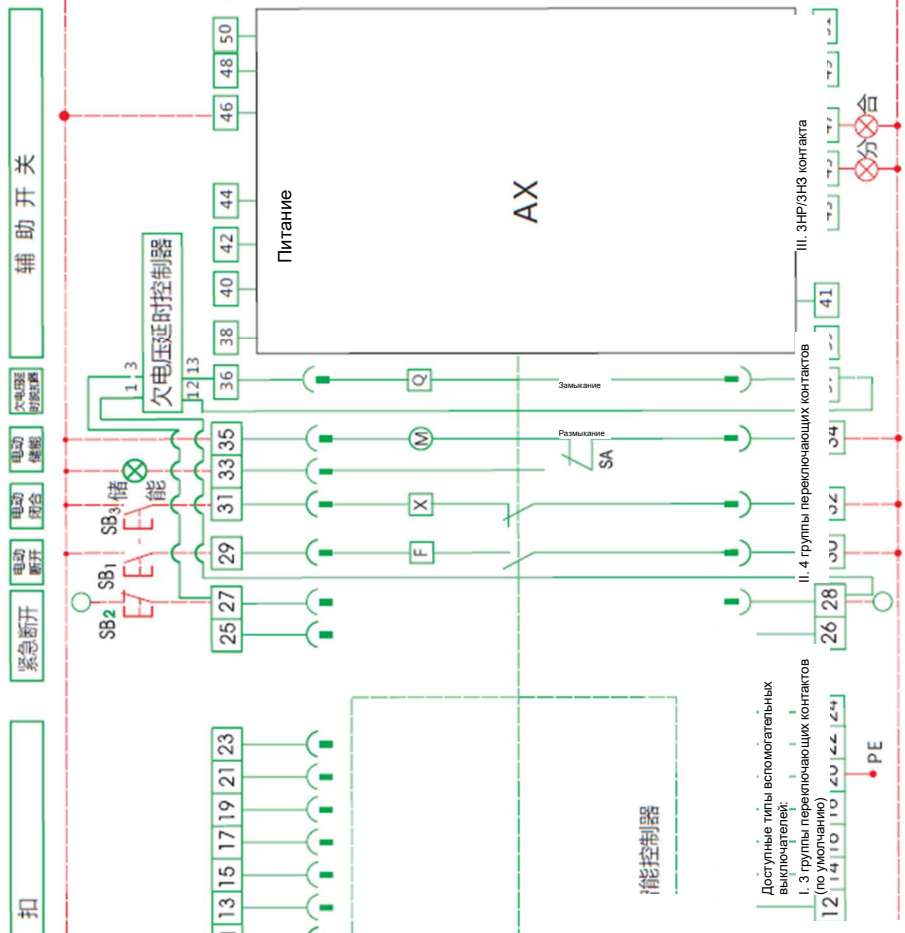 扣
紧急断开
电动
断开
电动
闭合
电动
储能
欠电压延
时脱扣器
辅助开关
SB2
SB1
SB3
储能
欠电压延时控制器
1 3
12 13
13
15
17
19
21
23
25
27
29
31
33
35
36
38
40
42
44
46
48
50
Питание
F
X
M
Q
AX
Размыкание
Замыкание
SA
能控制器
Доступные типы вспомогательных
выключателей:
I. 3 группы переключающих контактов
(по умолчанию)
II. 4 группы переключающих контактов
III. 3НР/3НЗ контакта
12
26
28
41
PE
分
合